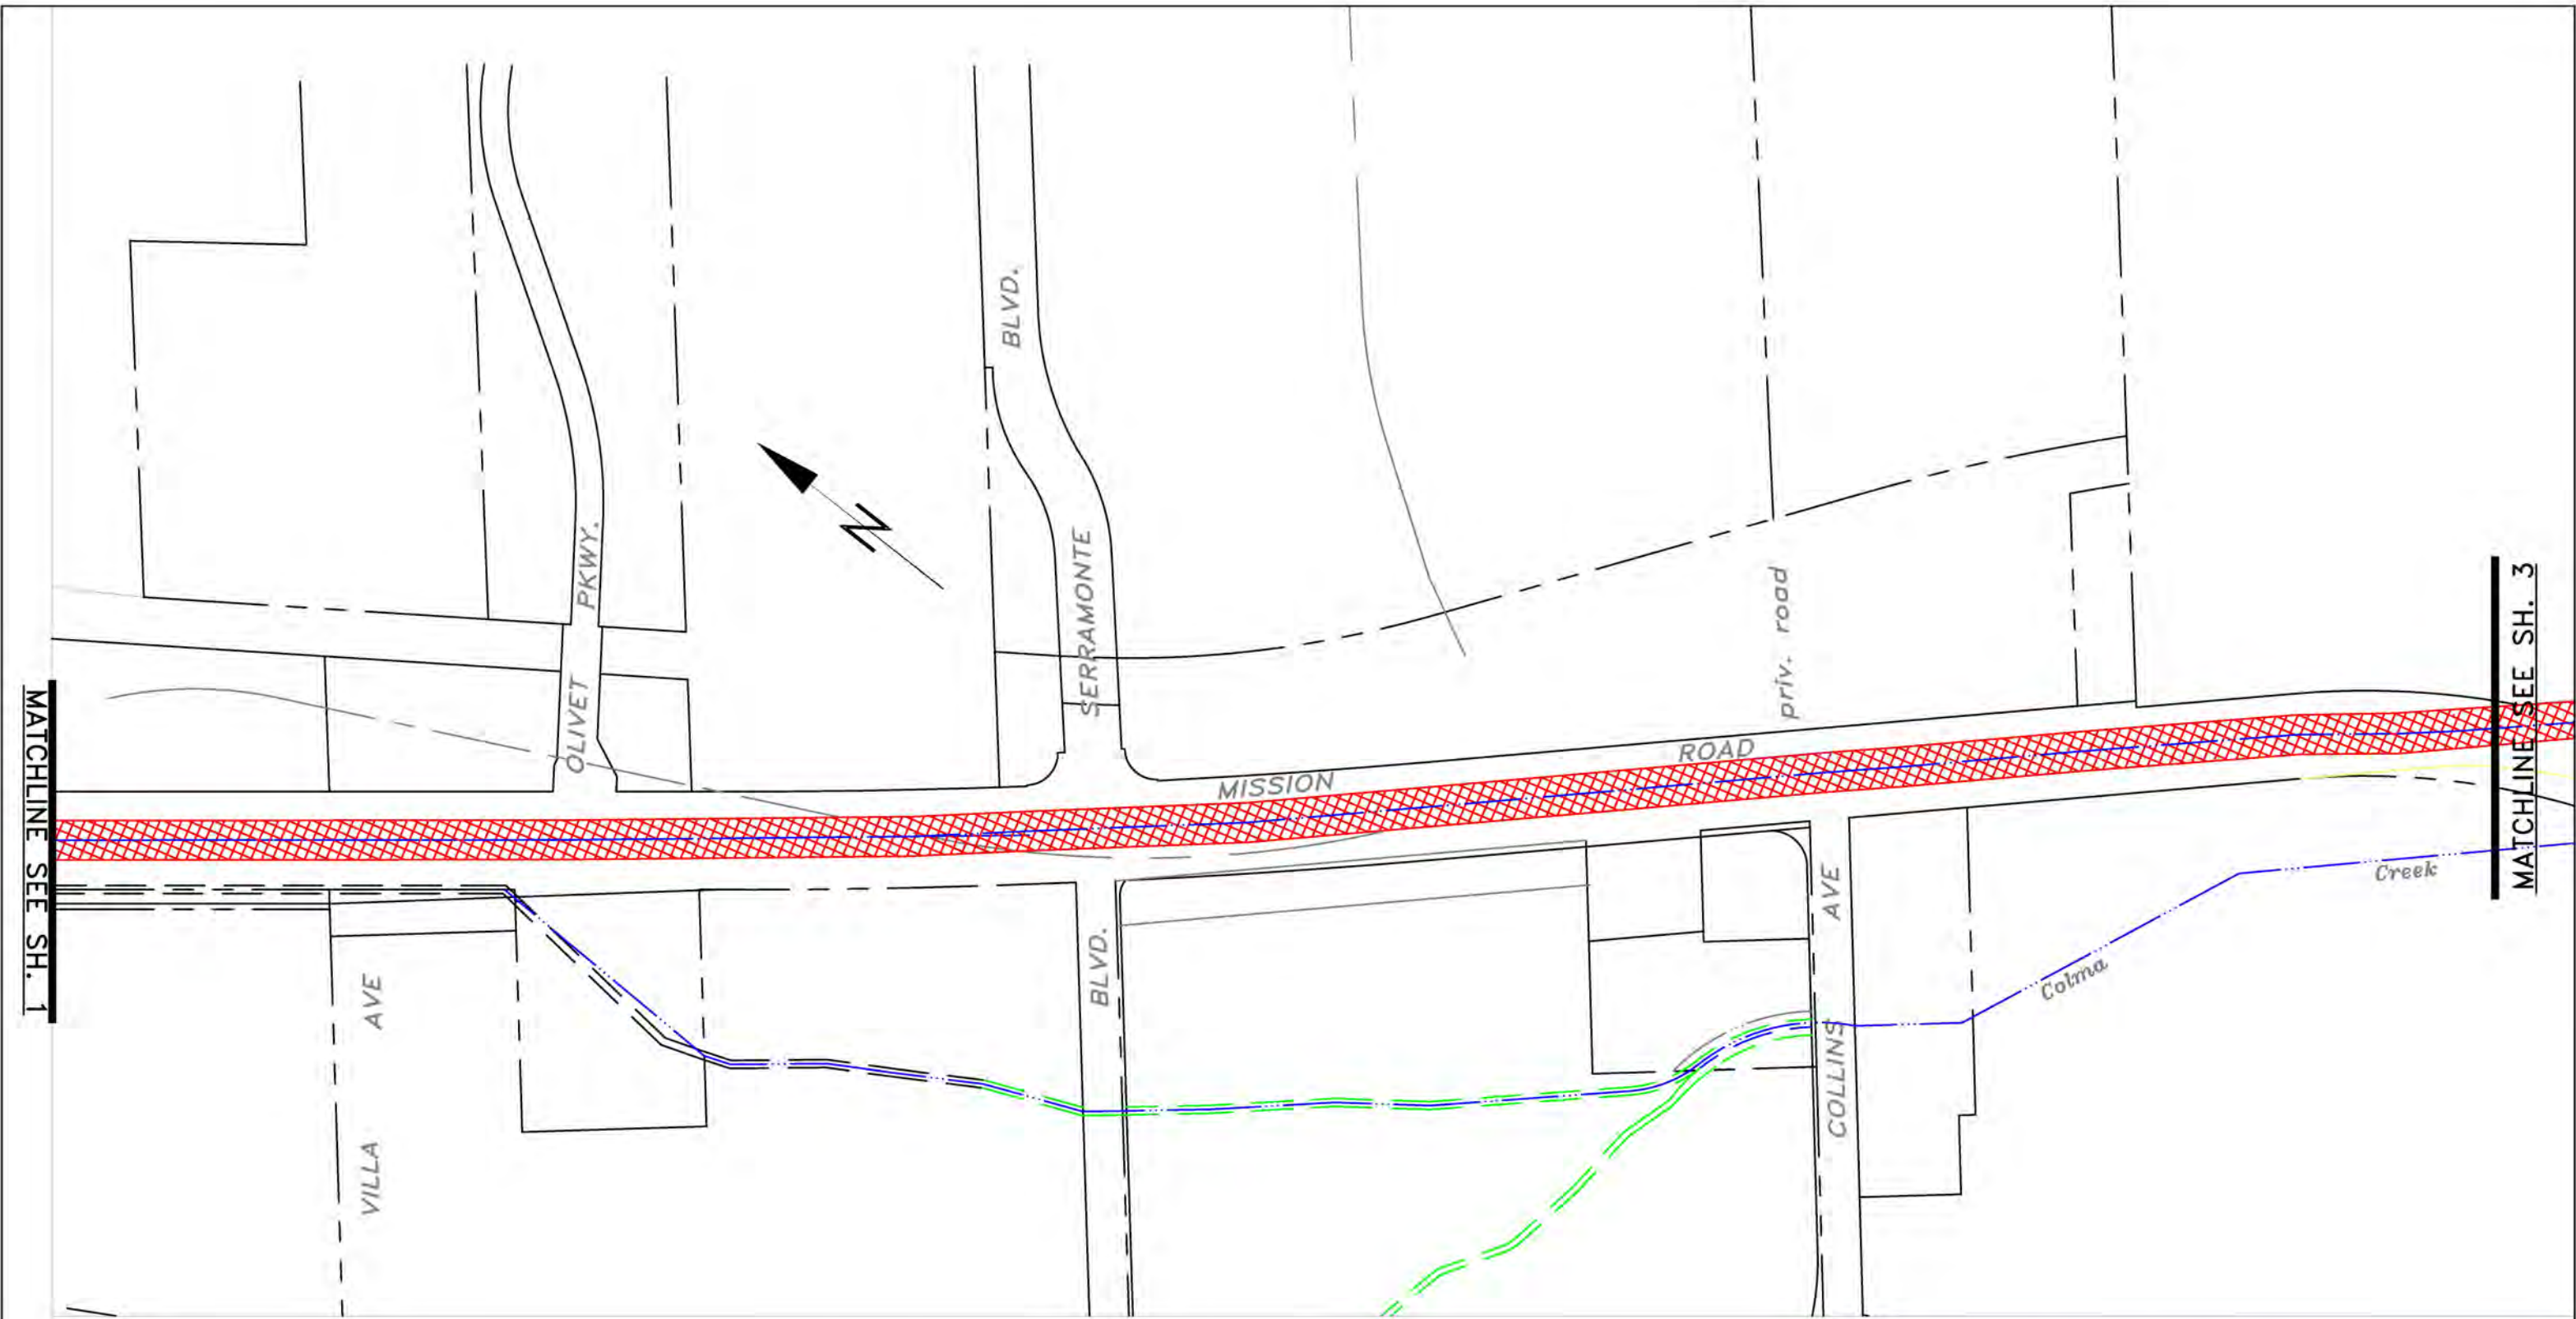 BLVD.
PKWY.
N
SERRAMONTE
priv. road
MATCHLINE SEE SH. 3
OLIVET
MATCHLINE SEE SH. 1
MISSION
ROAD
AVE
Creek
BLVD.
Colma
AVE
COLLINS
VILLA